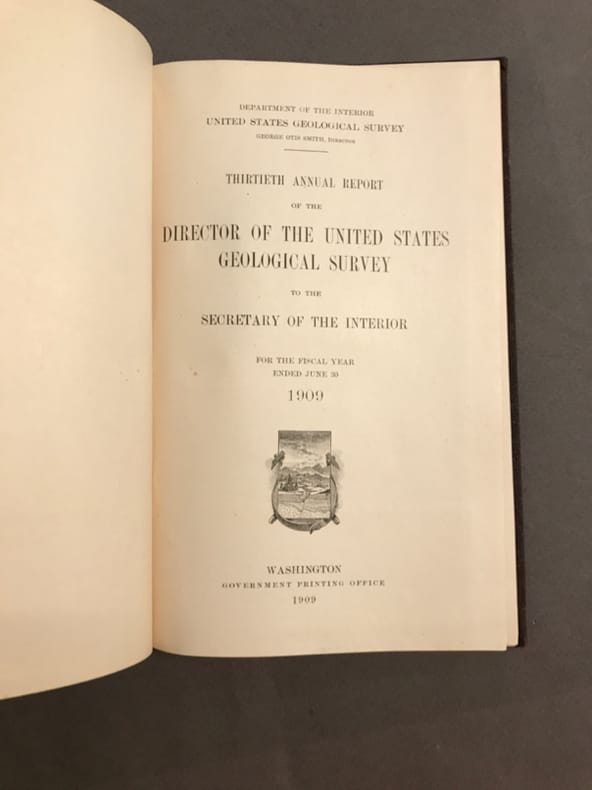 DEPARTMENT OF THE INTERIOR
UNITED STATES GEOLOGICAL SURVEY
GEORGE OTIS SMITH, DIRECTOR
THIRTIETH ANNUAL REPORT
OF THE
DIRECTOR OF THE UNITED STATES
GEOLOGICAL SURVEY
TO THE
SECRETARY OF THE INTERIOR
FOR THE FISCAL YEAR
ENDED JUNE 30
1909
WASHINGTON
GOVERNMENT PRINTING OFFICE
1909